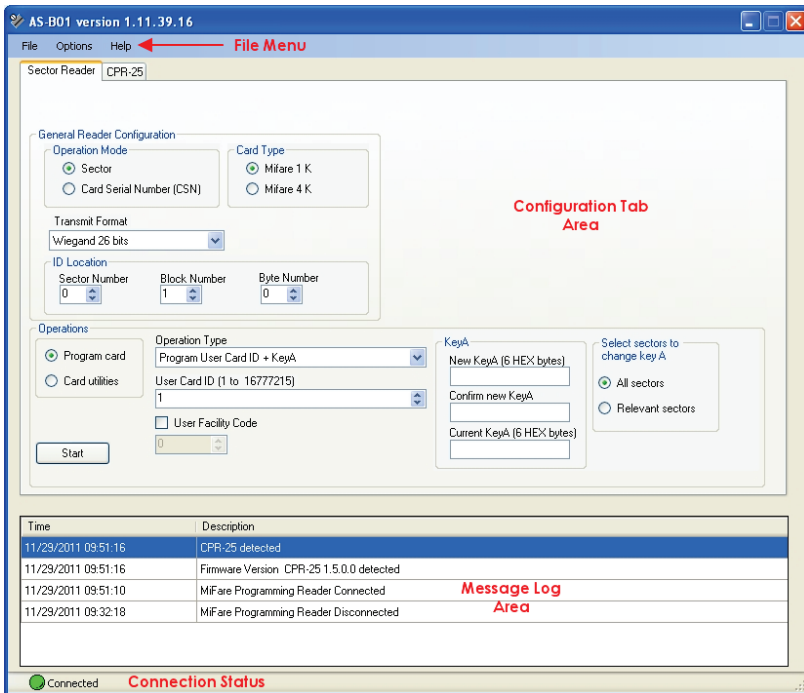 AS-B01 version 1.11.39.16
File Options Help File Menu
Sector Reader CPR-25
General Reader Configuration
Operation Mode
Sector
Card Serial Number (CSN)
Card Type
Mifare 1 K
Mifare 4 K
Configuration Tab
Area
Transmit Format
Wiegand 26 bits
ID Location
Sector Number Block Number Byte Number
0 1 0
Operations
Program card
Card utilities
Start
Operation Type
Program User Card ID + KeyA
User Card ID (1 to 16777215)
1
User Facility Code
0
KeyA
New KeyA (6 HEX bytes)
Confirm new KeyA
Current KeyA (6 HEX bytes)
Select sectors to
change key A
All sectors
Relevant sectors
Time Description
11/29/2011 09:51:16 CPR-25 detected
11/29/2011 09:51:16 Firmware Version CPR-25 1.5.0.0 detected
11/29/2011 09:51:10 MiFare Programming Reader Connected
11/29/2011 09:32:18 MiFare Programming Reader Disconnected
Message Log
Area
Connected Connection Status